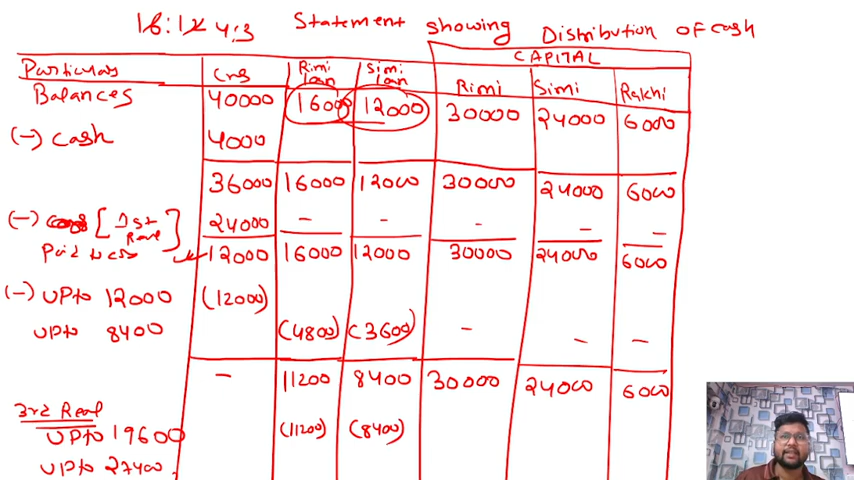 16:12 4:3 Statement showing Distribution of cash
CAPITAL
Particulars Crs Rimi loan Simi loan Rimi Simi Rakhi
Balances 40000 16000 12000 30000 24000 6000
(-) cash 4000
36000 16000 12000 30000 24000 6000
(-) [1st Real] 24000 - - - - -
Paid to crs 12000 16000 12000 30000 24000 6000
(-) UPto 12000 (12000)
UPto 8400 (4800) (3600) - - -
- 11200 8400 30000 24000 6000
3rd Real
UPto 19600 (11200) (8400)
UPto 27400